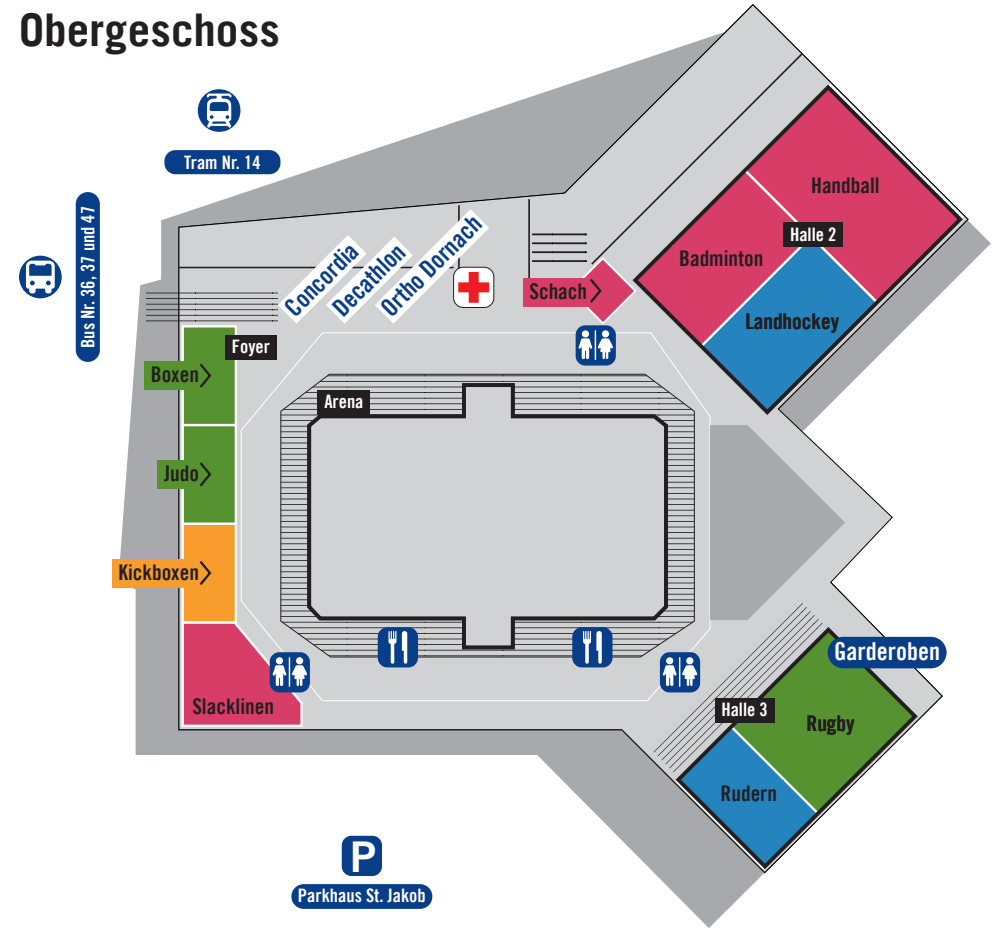 Obergeschoss
Tram Nr. 14
Bus Nr. 36, 37 und 47
Concordia
Decathlon
Ortho Dornach
Schach
Handball
Halle 2
Badminton
Landhockey
Foyer
Boxen
Arena
Judo
Kickboxen
Slacklinen
Garderoben
Halle 3
Rugby
Rudern
P
Parkhaus St. Jakob